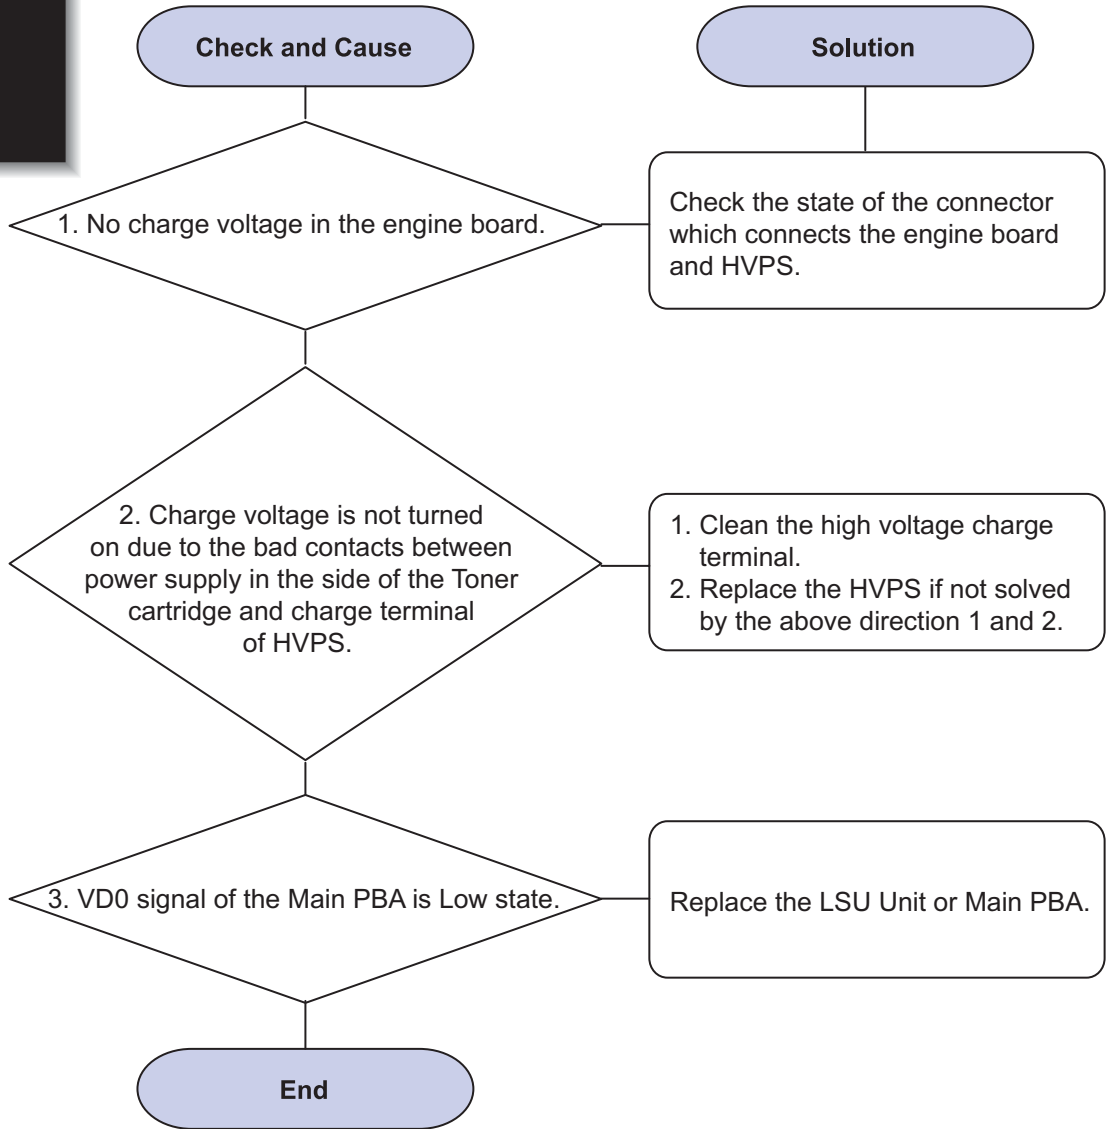 Check and Cause
Solution
1. No charge voltage in the engine board.
Check the state of the connector
which connects the engine board
and HVPS.
2. Charge voltage is not turned
on due to the bad contacts between
power supply in the side of the Toner
cartridge and charge terminal
of HVPS.
1. Clean the high voltage charge
terminal.
2. Replace the HVPS if not solved
by the above direction 1 and 2.
3. VD0 signal of the Main PBA is Low state.
Replace the LSU Unit or Main PBA.
End